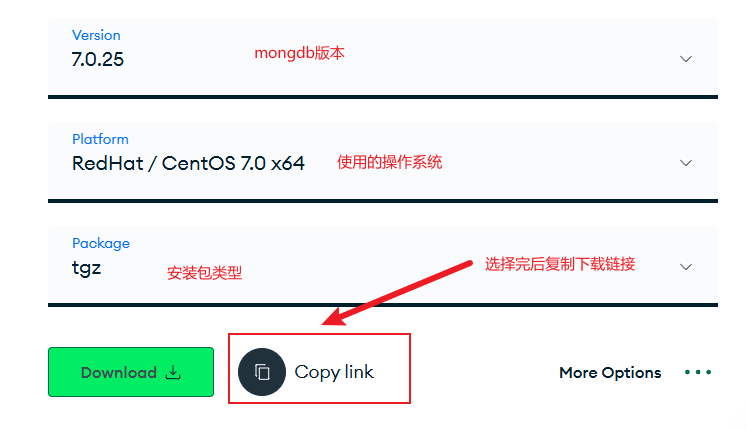 Version
7.0.25
mongdb版本
Platform
RedHat / CentOS 7.0 x64
使用的操作系统
Package
tgz
安装包类型
选择完后复制下载链接
Download
Copy link
More Options